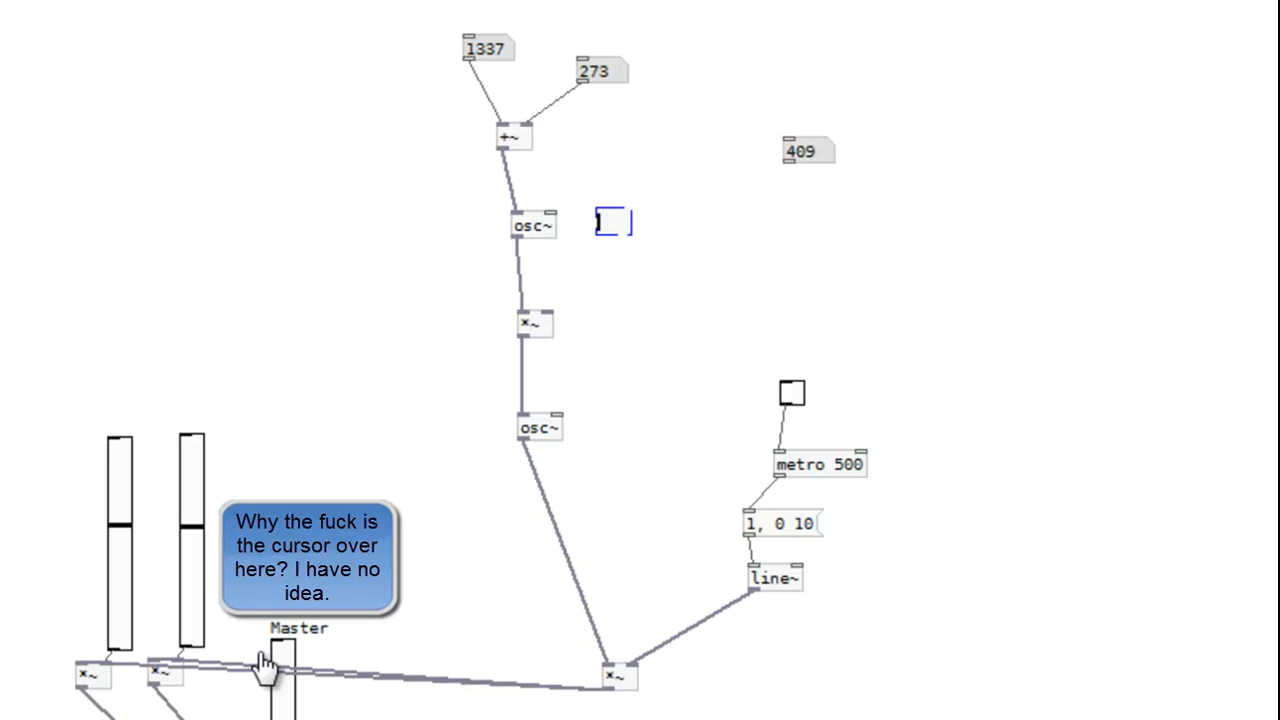 1337
273
+~
409
osc~
*~
osc~
metro 500
1, 0 10
Why the fuck is
the cursor over
here? I have no
idea.
line~
Master
*~
*~
*~